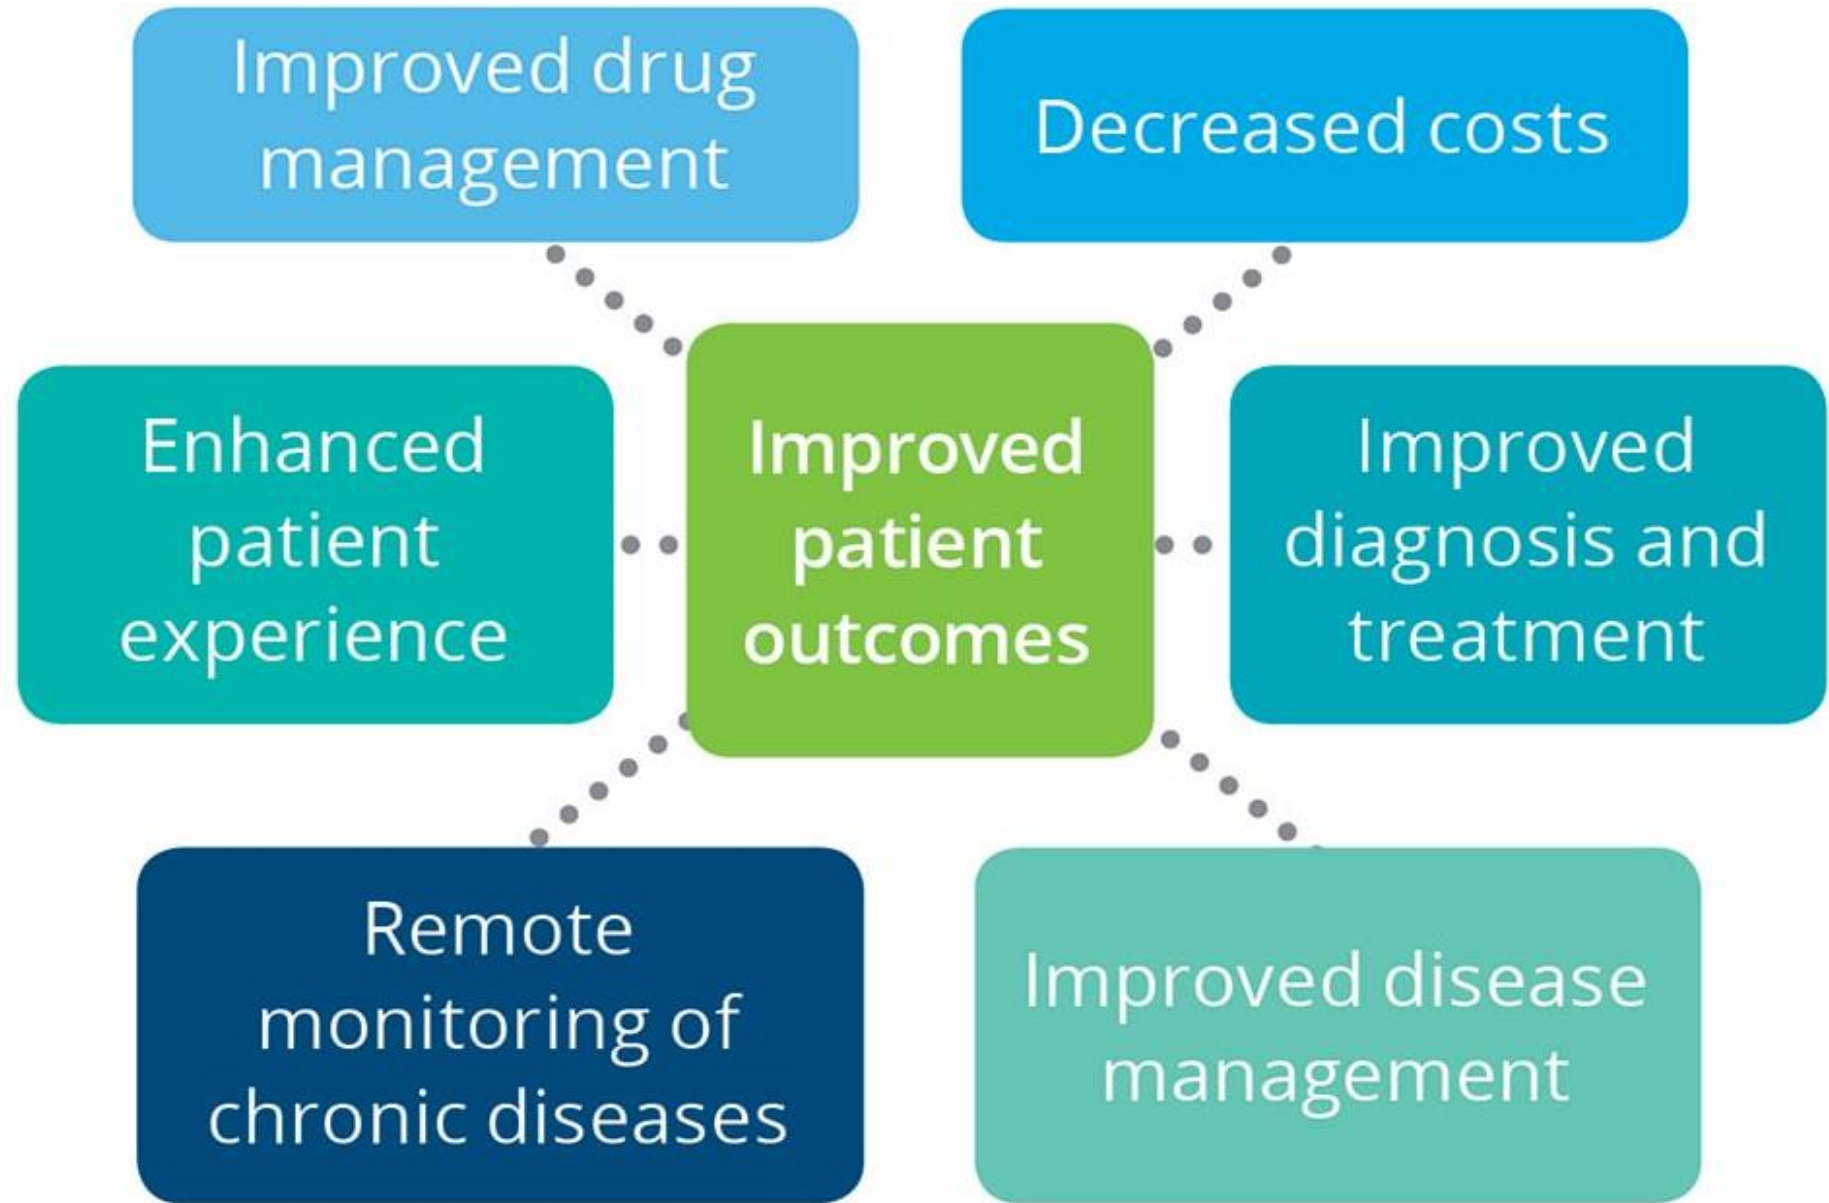 Improved drug
management
Decreased costs
Enhanced
patient
experience
Improved
patient
outcomes
Improved
diagnosis and
treatment
Remote
monitoring of
chronic diseases
Improved disease
management